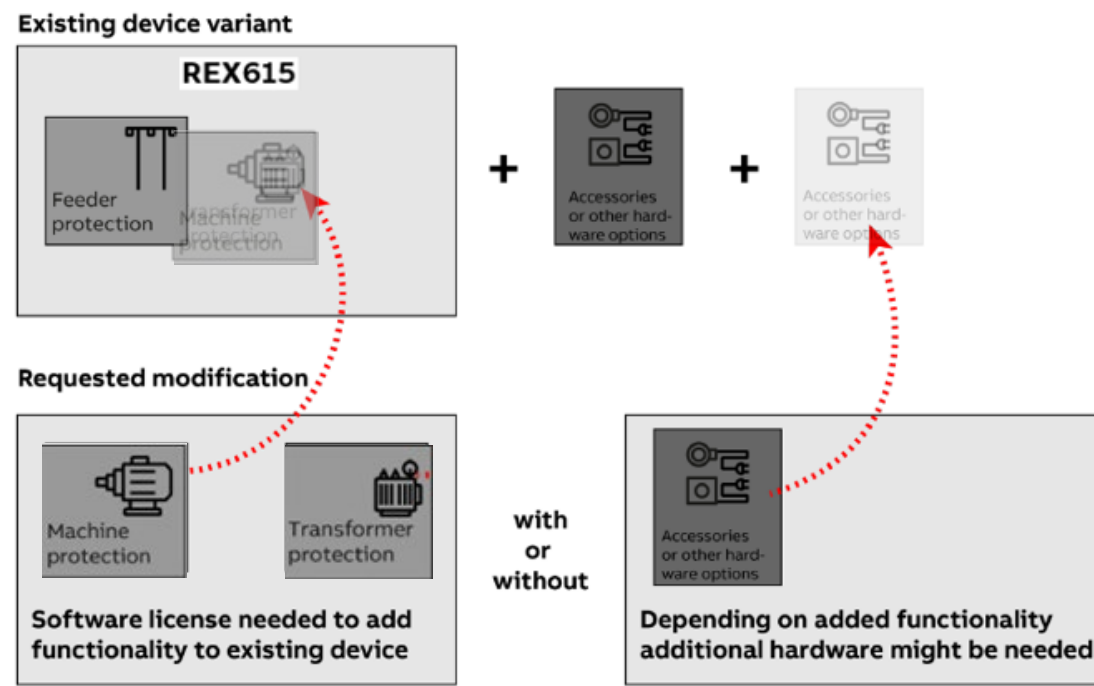 Existing device variant
REX615
Feeder
protection
Transformer
protection
Machine
protection
+
Accessories
or other hard-
ware options
+
Accessories
or other hard-
ware options
Requested modification
Machine
protection
Transformer
protection
Software license needed to add
functionality to existing device
with
or
without
Accessories
or other hard-
ware options
Depending on added functionality
additional hardware might be needed